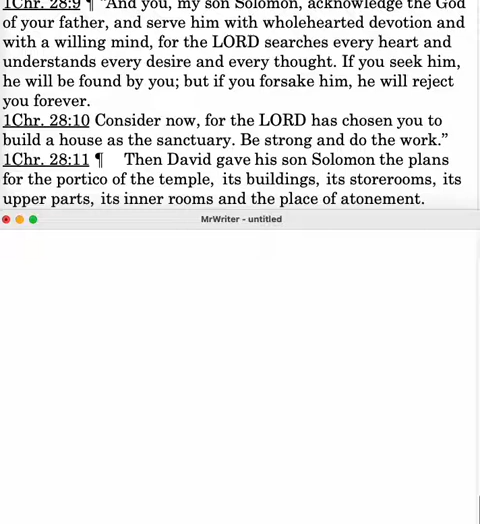 1Chr. 28:9 ¶ “And you, my son Solomon, acknowledge the God
of your father, and serve him with wholehearted devotion and
with a willing mind, for the LORD searches every heart and
understands every desire and every thought. If you seek him,
he will be found by you; but if you forsake him, he will reject
you forever.
1Chr. 28:10 Consider now, for the LORD has chosen you to
build a house as the sanctuary. Be strong and do the work.”
1Chr. 28:11 ¶ Then David gave his son Solomon the plans
for the portico of the temple, its buildings, its storerooms, its
upper parts, its inner rooms and the place of atonement.
MrWriter - untitled